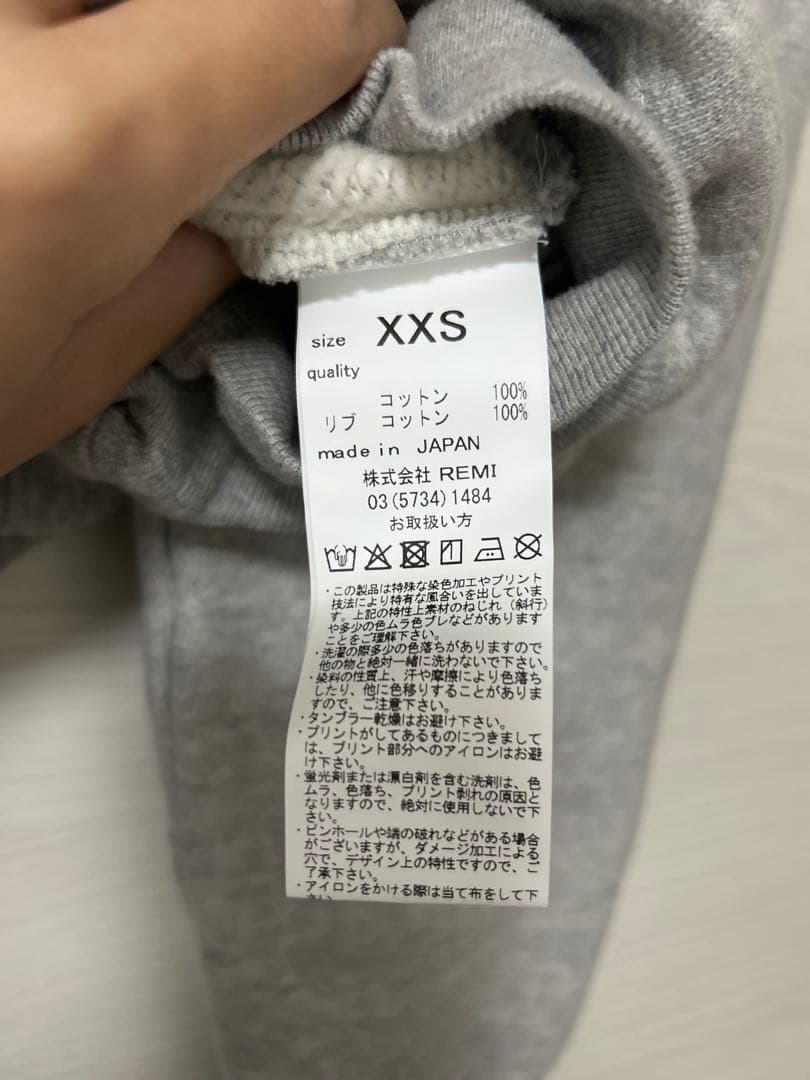 size XXS
quality
コットン 100%
リブ コットン 100%
made in JAPAN
株式会社 REMI
03(5734)1484
お取扱い方
・この製品は特殊な染色加工やプリント
技法により特有な風合いを出していま
す。上記の特性上素材のねじれ（斜行）
や多少の色ムラ色ブレなどがあります
ことをご理解下さい。
・洗濯の際多少の色落ちがありますので
他の物と絶対一緒に洗わないで下さい。
・染料の性質上、汗や摩擦により色落ち
したり、他に色移りすることがありま
すので、ご注意下さい。
・タンブラー乾燥はお避け下さい。
・プリントがしてあるものにつきまして
は、プリント部分へのアイロンはお避
け下さい。
・蛍光剤または漂白剤を含む洗剤は、色
ムラ、色落ち、プリント剥れの原因と
なりますので、絶対に使用しないで下
さい。
・ピンホールや端の破れなどがある場合
がございますが、ダメージ加工による
穴で、デザイン上の特性ですので、ご
了承下さい。
・アイロンをかける際は当て布をして下
さい